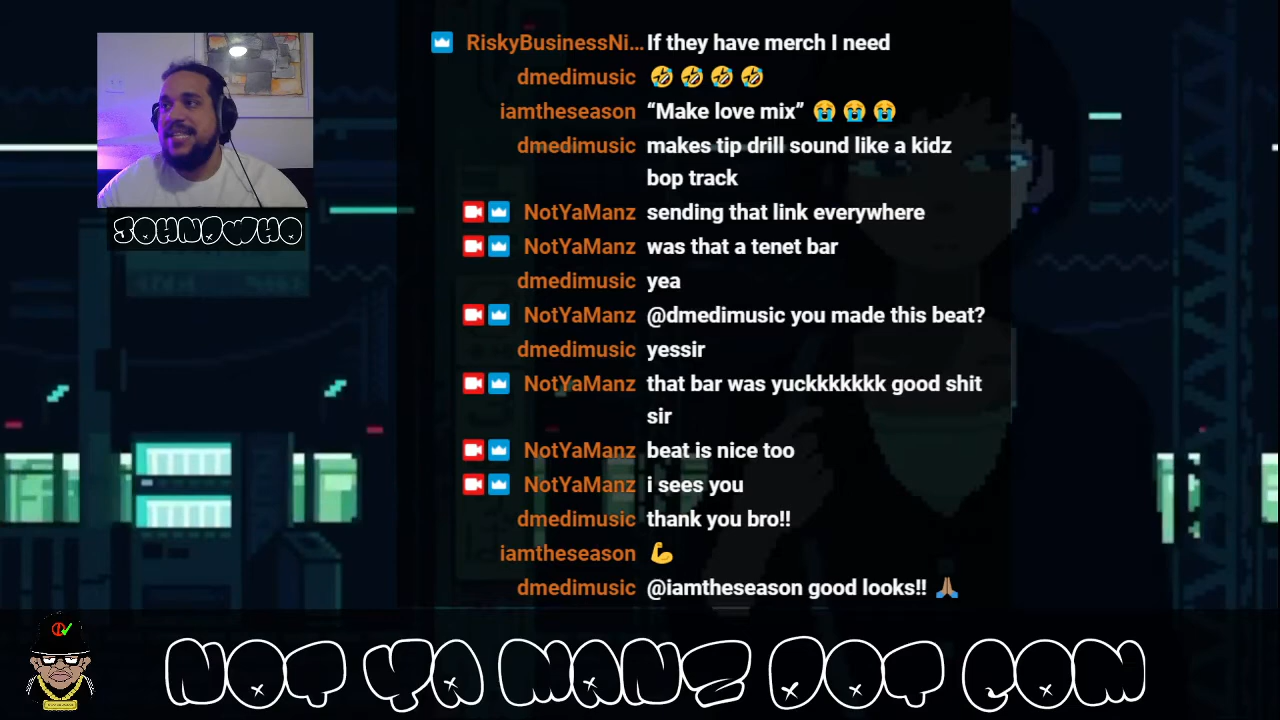 RiskyBusinessNi... If they have merch I need
dmedimusic 🤣 🤣 🤣 🤣
iamtheseason “Make love mix” 😭 😭 😭
dmedimusic makes tip drill sound like a kidz
bop track
NotYaManz sending that link everywhere
NotYaManz was that a tenet bar
dmedimusic yea
NotYaManz @dmedimusic you made this beat?
dmedimusic yessir
NotYaManz that bar was yuckkkkkkk good shit
sir
NotYaManz beat is nice too
NotYaManz i sees you
dmedimusic thank you bro!!
iamtheseason 💪
dmedimusic @iamtheseason good looks!! 🙏🏽
JOHNDWHO
NOT YA MANZ DOT COM